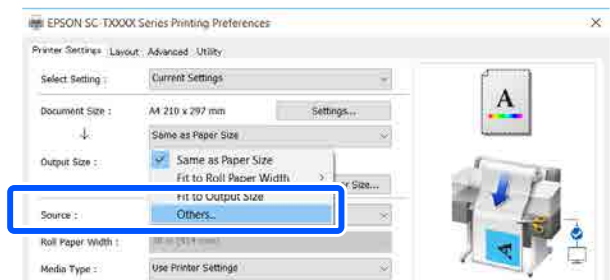 EPSON SC-TXXXX Series Printing Preferences
Printer Settings Layout Advanced Utility
Select Setting : Current Settings
Document Size : A4 210 x 297 mm Settings...
Same as Paper Size
Output Size : Same as Paper Size
Fit to Roll Paper Width
Size...
Fit to Output Size
Source : Others...
Roll Paper Width :
Media Type : Use Printer Settings
A
A